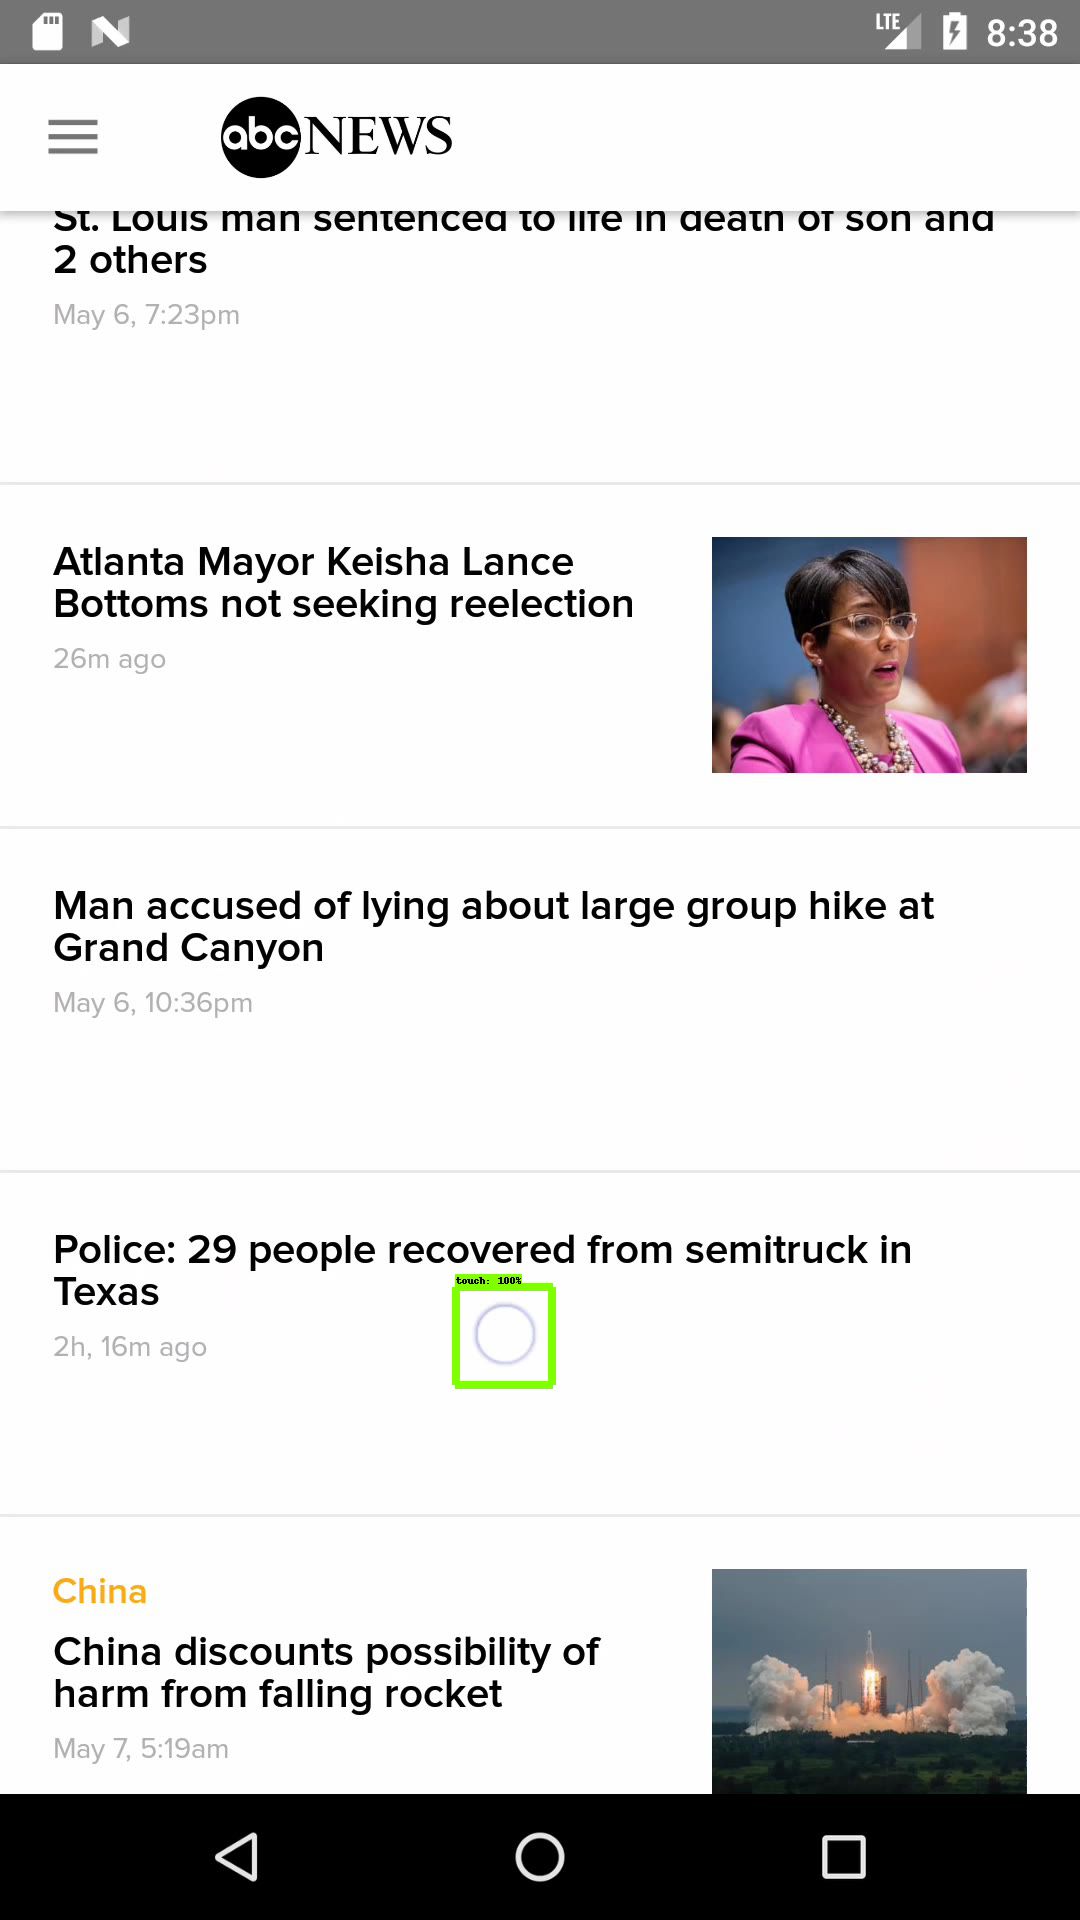 LTE
8:38
abc NEWS
St. Louis man sentenced to life in death of son and
2 others
May 6, 7:23pm
Atlanta Mayor Keisha Lance
Bottoms not seeking reelection
26m ago
Man accused of lying about large group hike at
Grand Canyon
May 6, 10:36pm
Police: 29 people recovered from semitruck in
Texas
touch: 100%
2h, 16m ago
China
China discounts possibility of
harm from falling rocket
May 7, 5:19am